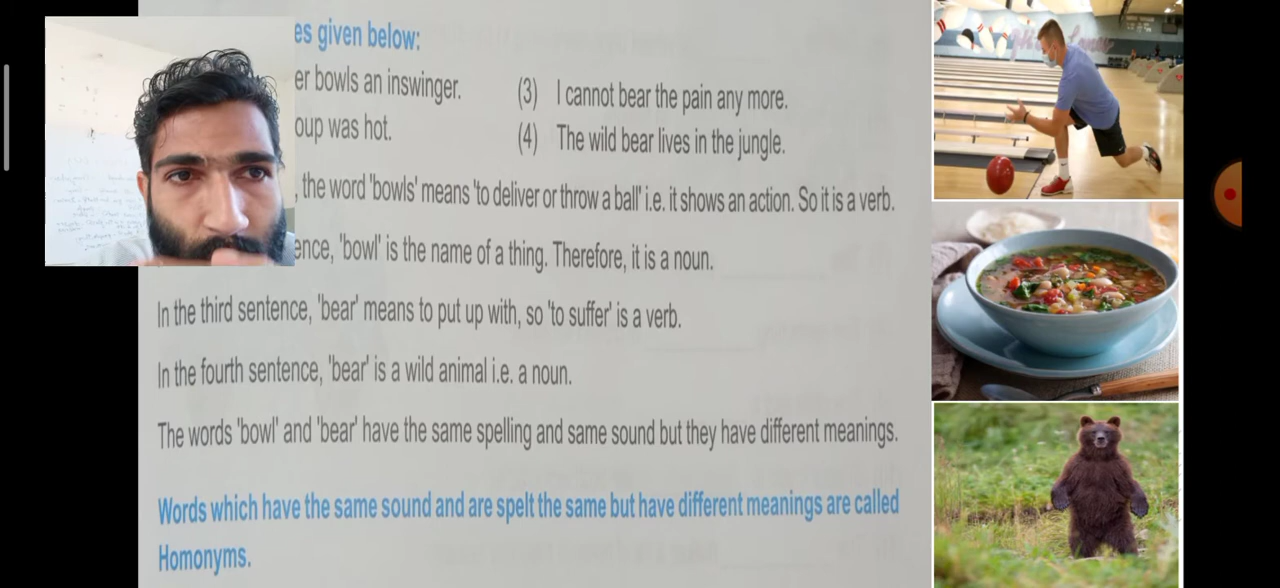 es given below:
er bowls an inswinger. (3) I cannot bear the pain any more.
oup was hot. (4) The wild bear lives in the jungle.
, the word 'bowls' means 'to deliver or throw a ball' i.e. it shows an action. So it is a verb.
ence, 'bowl' is the name of a thing. Therefore, it is a noun.
In the third sentence, 'bear' means to put up with, so 'to suffer' is a verb.
In the fourth sentence, 'bear' is a wild animal i.e. a noun.
The words 'bowl' and 'bear' have the same spelling and same sound but they have different meanings.
Words which have the same sound and are spelt the same but have different meanings are called
Homonyms.